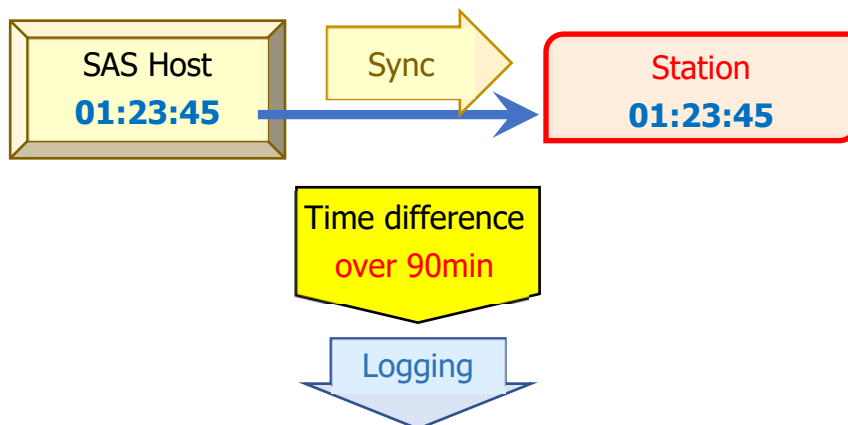 SAS Host
01:23:45
Sync
Station
01:23:45
Time difference
over 90min
Logging